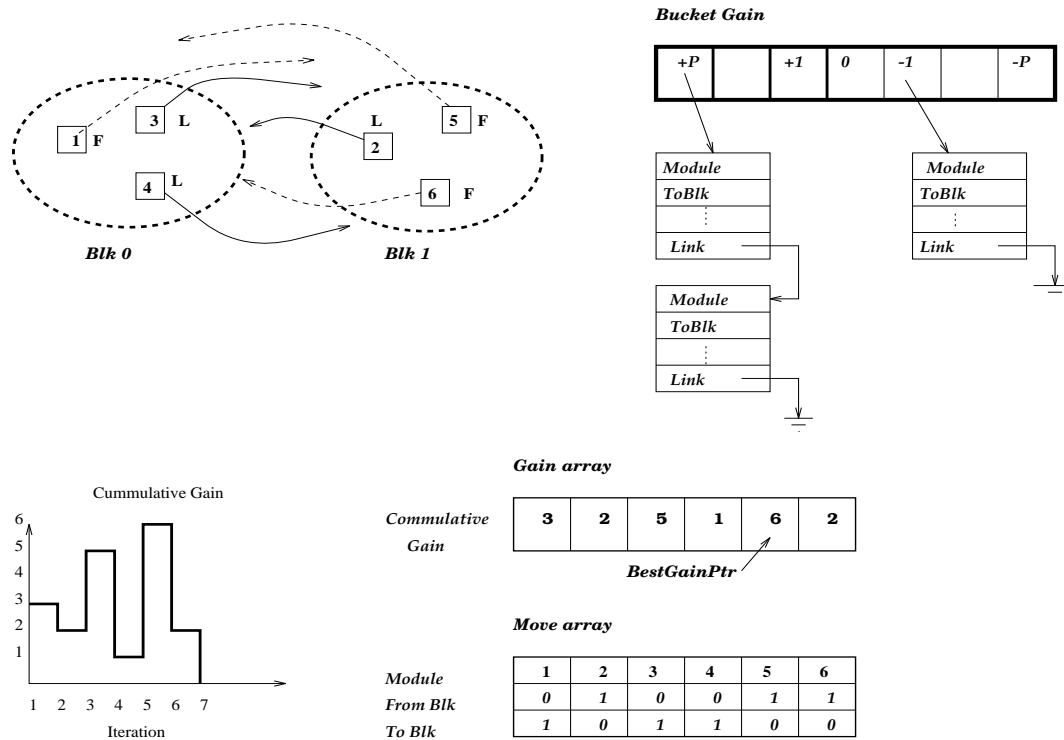 Bucket Gain
+P +1 0 -1 -P
3 L
1 F
4 L
L
2
5 F
6 F
Blk 0
Blk 1
Module
ToBlk
Link
Module
ToBlk
Link
Module
ToBlk
Link
Cummulative Gain
6
5
4
3
2
1
1 2 3 4 5 6 7
Iteration
Gain array
Commulative
Gain
3 2 5 1 6 2
BestGainPtr
Move array
Module 1 2 3 4 5 6
From Blk 0 1 0 0 1 1
To Blk 1 0 1 1 0 0